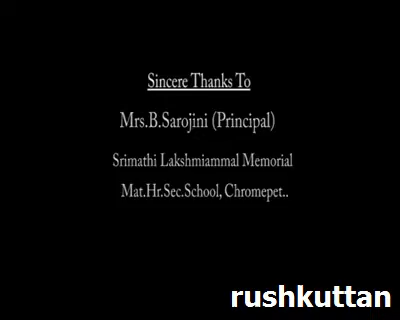 Sincere Thanks To
Mrs.B.Sarojini (Principal)
Srimathi Lakshmiammal Memorial
Mat.Hr.Sec.School, Chromepet..
rushkuttan